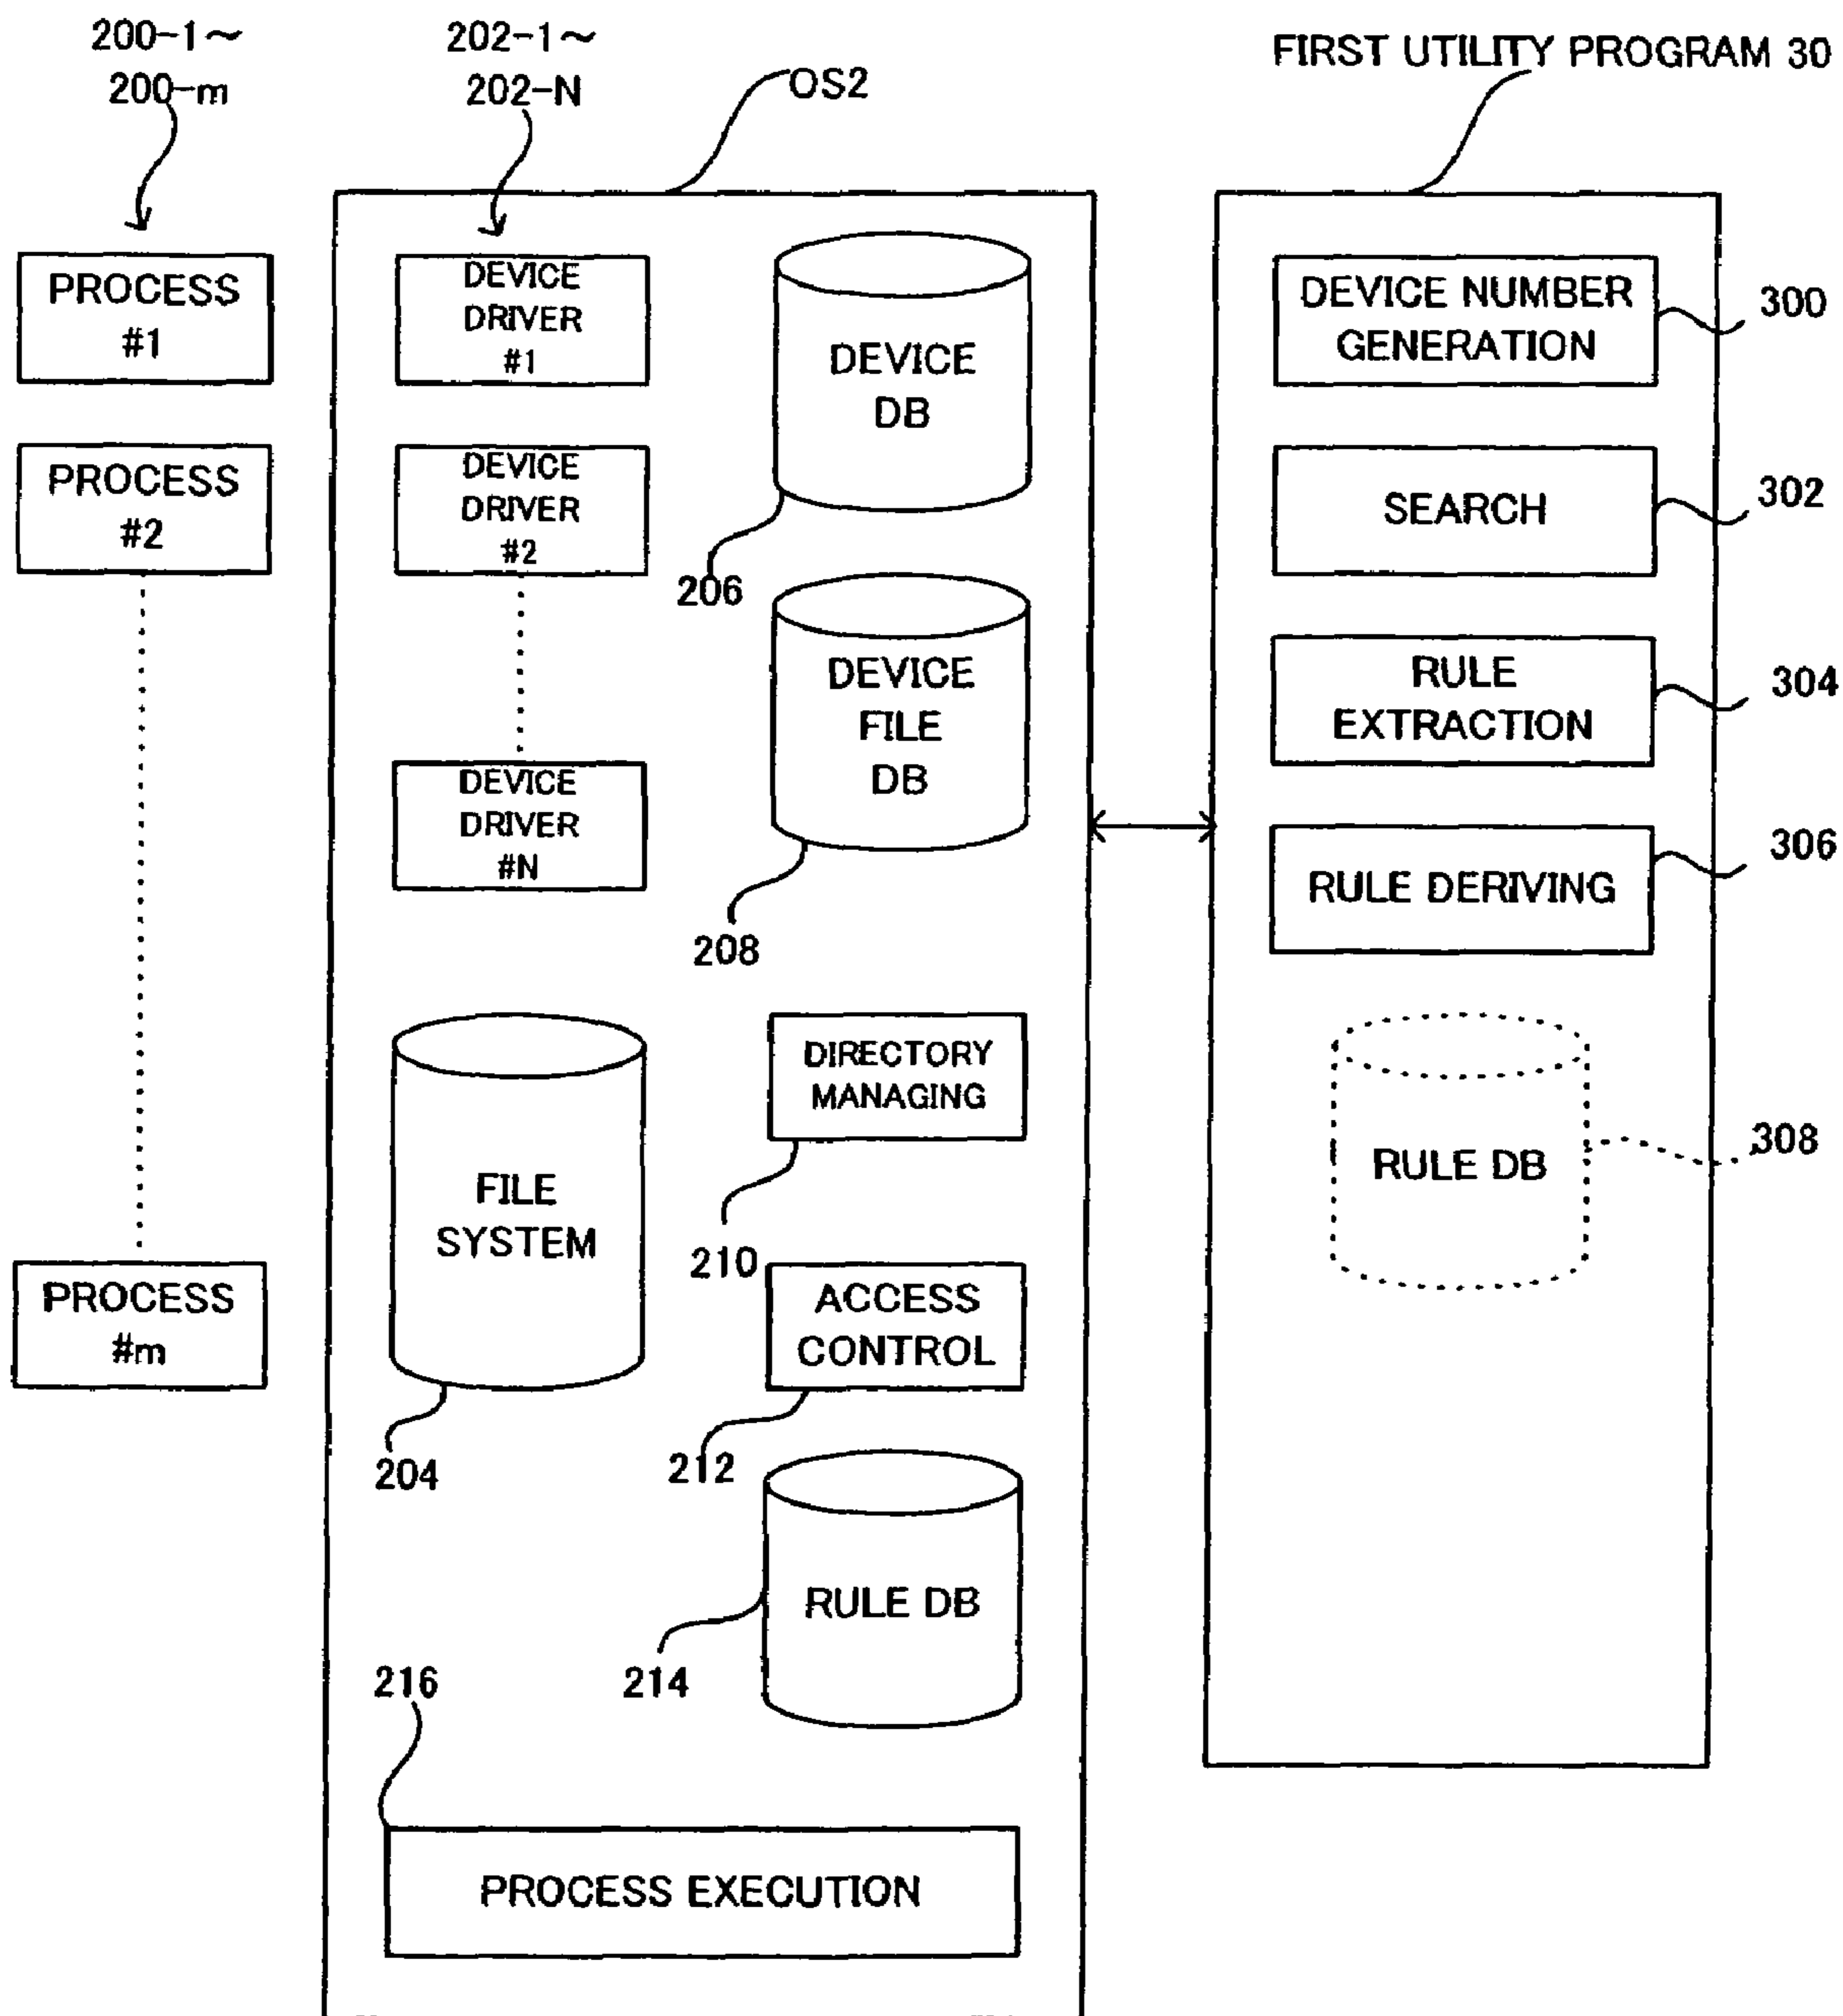 200-1~
200-m
202-1~
202-N
OS2
FIRST UTILITY PROGRAM 30
PROCESS
#1
PROCESS
#2
PROCESS
#m
DEVICE
DRIVER
#1
DEVICE
DRIVER
#2
DEVICE
DRIVER
#N
DEVICE
DB
206
DEVICE
FILE
DB
208
FILE
SYSTEM
204
DIRECTORY
MANAGING
210
ACCESS
CONTROL
212
RULE DB
214
216
PROCESS EXECUTION
DEVICE NUMBER
GENERATION
300
SEARCH
302
RULE
EXTRACTION
304
RULE DERIVING
306
RULE DB
308